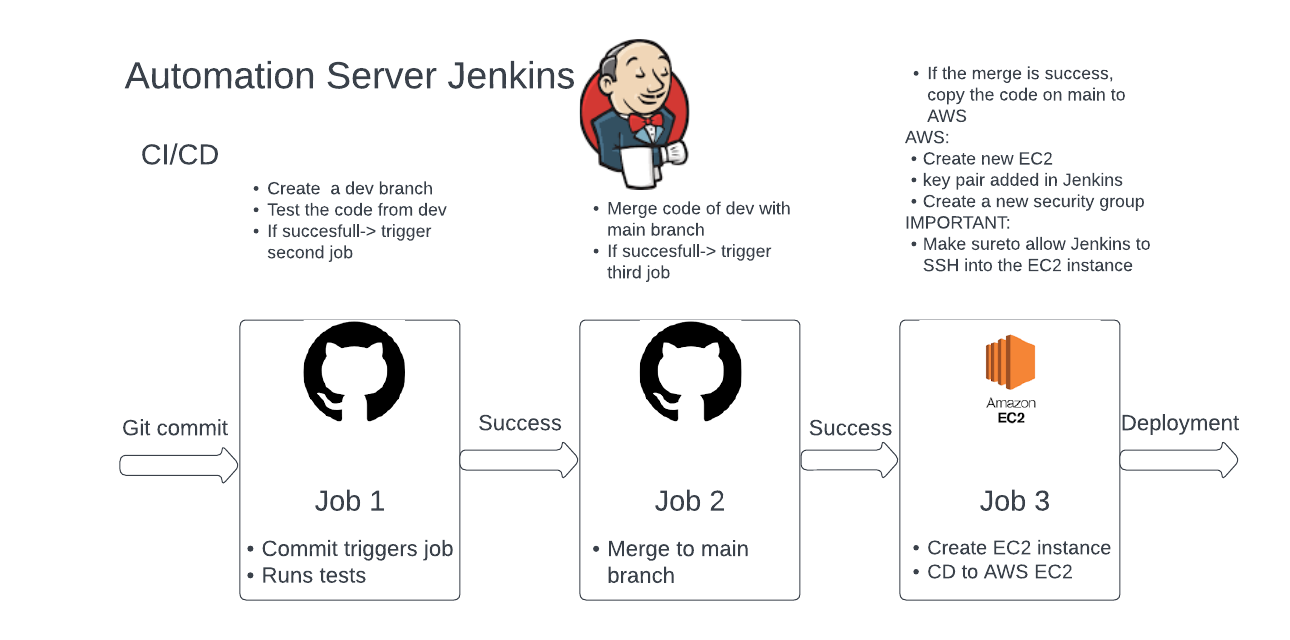 Automation Server Jenkins
CI/CD
• Create  a dev branch
• Test the code from dev
• If succesfull-> trigger
second job
• Merge code of dev with
main branch
• If succesfull-> trigger
third job
• If the merge is success,
copy the code on main to
AWS
AWS:
• Create new EC2
• key pair added in Jenkins
• Create a new security group
IMPORTANT:
• Make sureto allow Jenkins to
SSH into the EC2 instance
Git commit
Job 1
• Commit triggers job
• Runs tests
Success
Job 2
• Merge to main
branch
Success
Amazon
EC2
Job 3
• Create EC2 instance
• CD to AWS EC2
Deployment